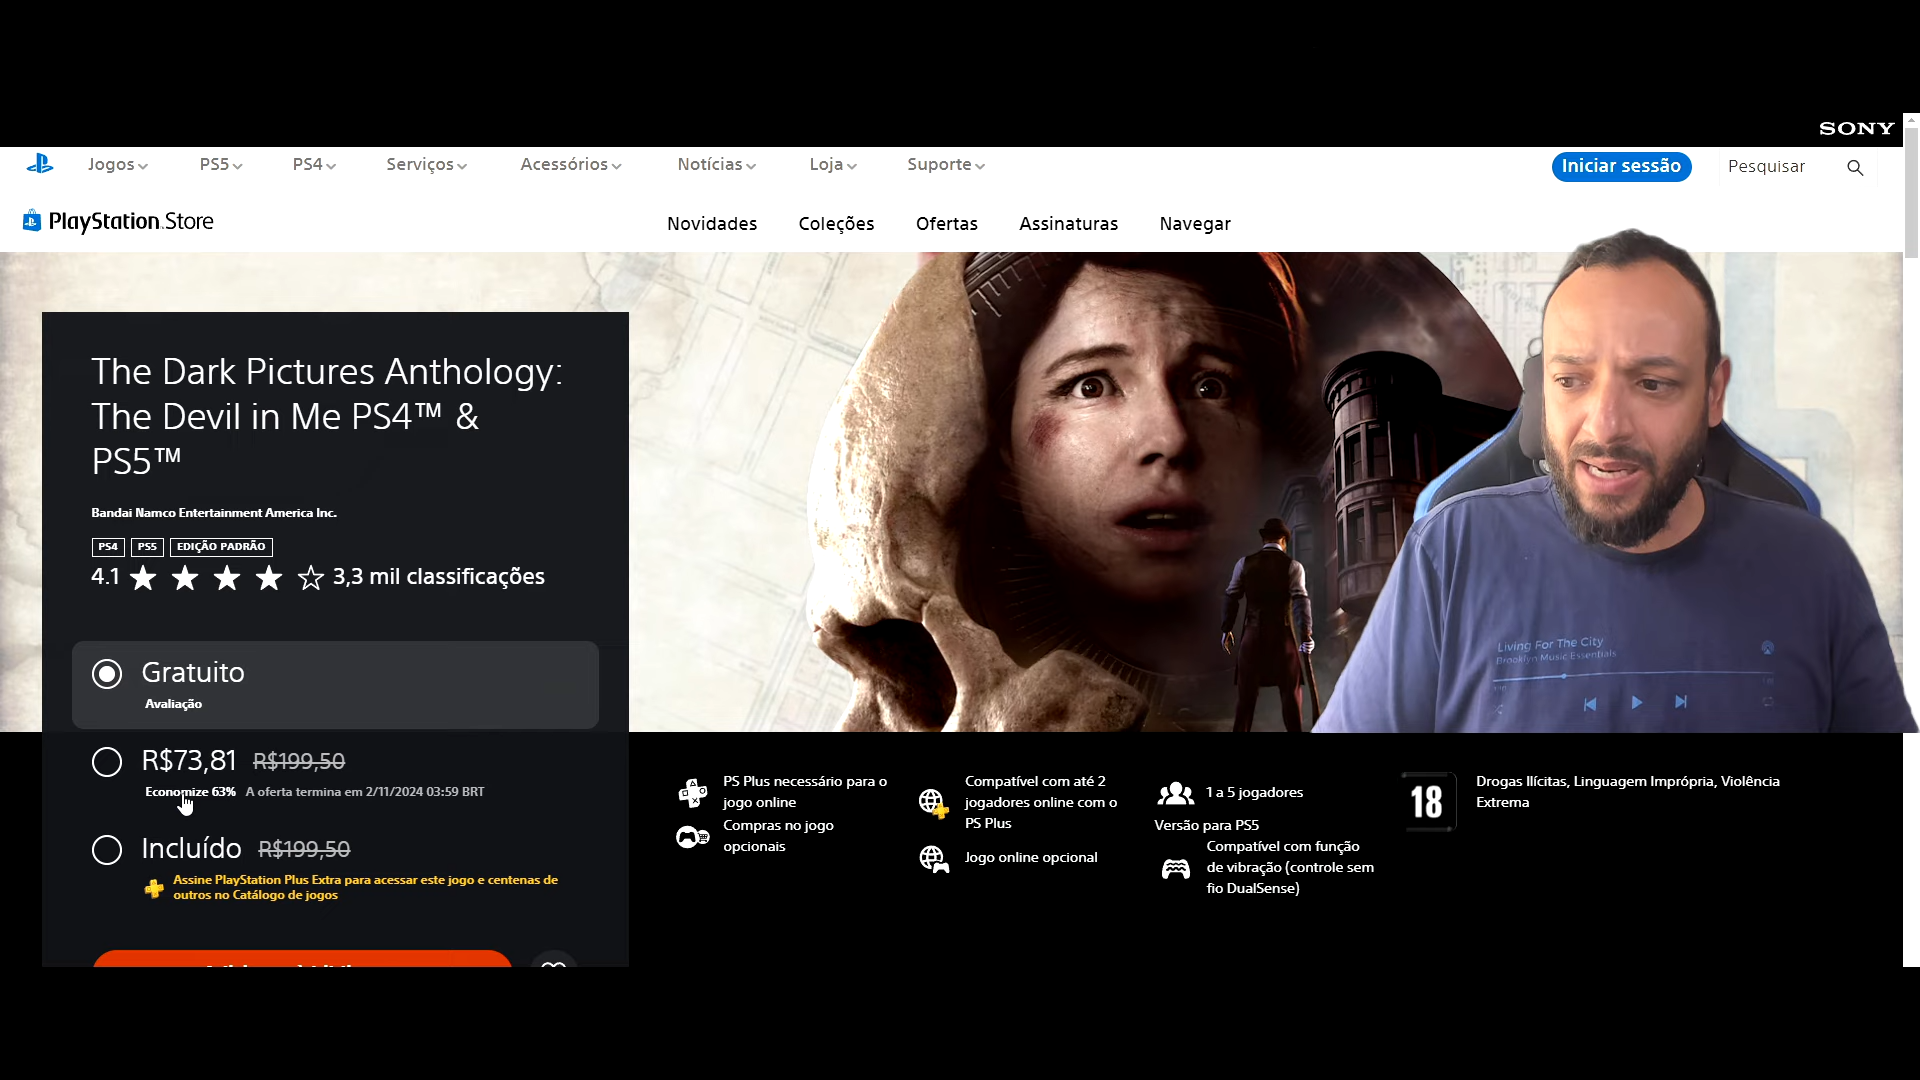 SONY
Jogos
PS5
PS4
Serviços
Acessórios
Notícias
Loja
Suporte
Iniciar sessão
Pesquisar
PlayStation Store
Novidades
Coleções
Ofertas
Assinaturas
Navegar
The Dark Pictures Anthology:
The Devil in Me PS4™ &
PS5™
Bandai Namco Entertainment America Inc.
PS4 PS5 EDIÇÃO PADRÃO
4.1 3,3 mil classificações
Gratuito
Avaliação
R$73,81 R$199,50
Economize 63% A oferta termina em 2/11/2024 03:59 BRT
Incluído R$199,50
Assine PlayStation Plus Extra para acessar este jogo e centenas de
outros no Catálogo de jogos
PS Plus necessário para o
jogo online
Compras no jogo
opcionais
Compatível com até 2
jogadores online com o
PS Plus
Jogo online opcional
1 a 5 jogadores
Versão para PS5
Compatível com função
de vibração (controle sem
fio DualSense)
18
Drogas Ilícitas, Linguagem Imprópria, Violência
Extrema
Living For The City
Brooklyn Music Essentials